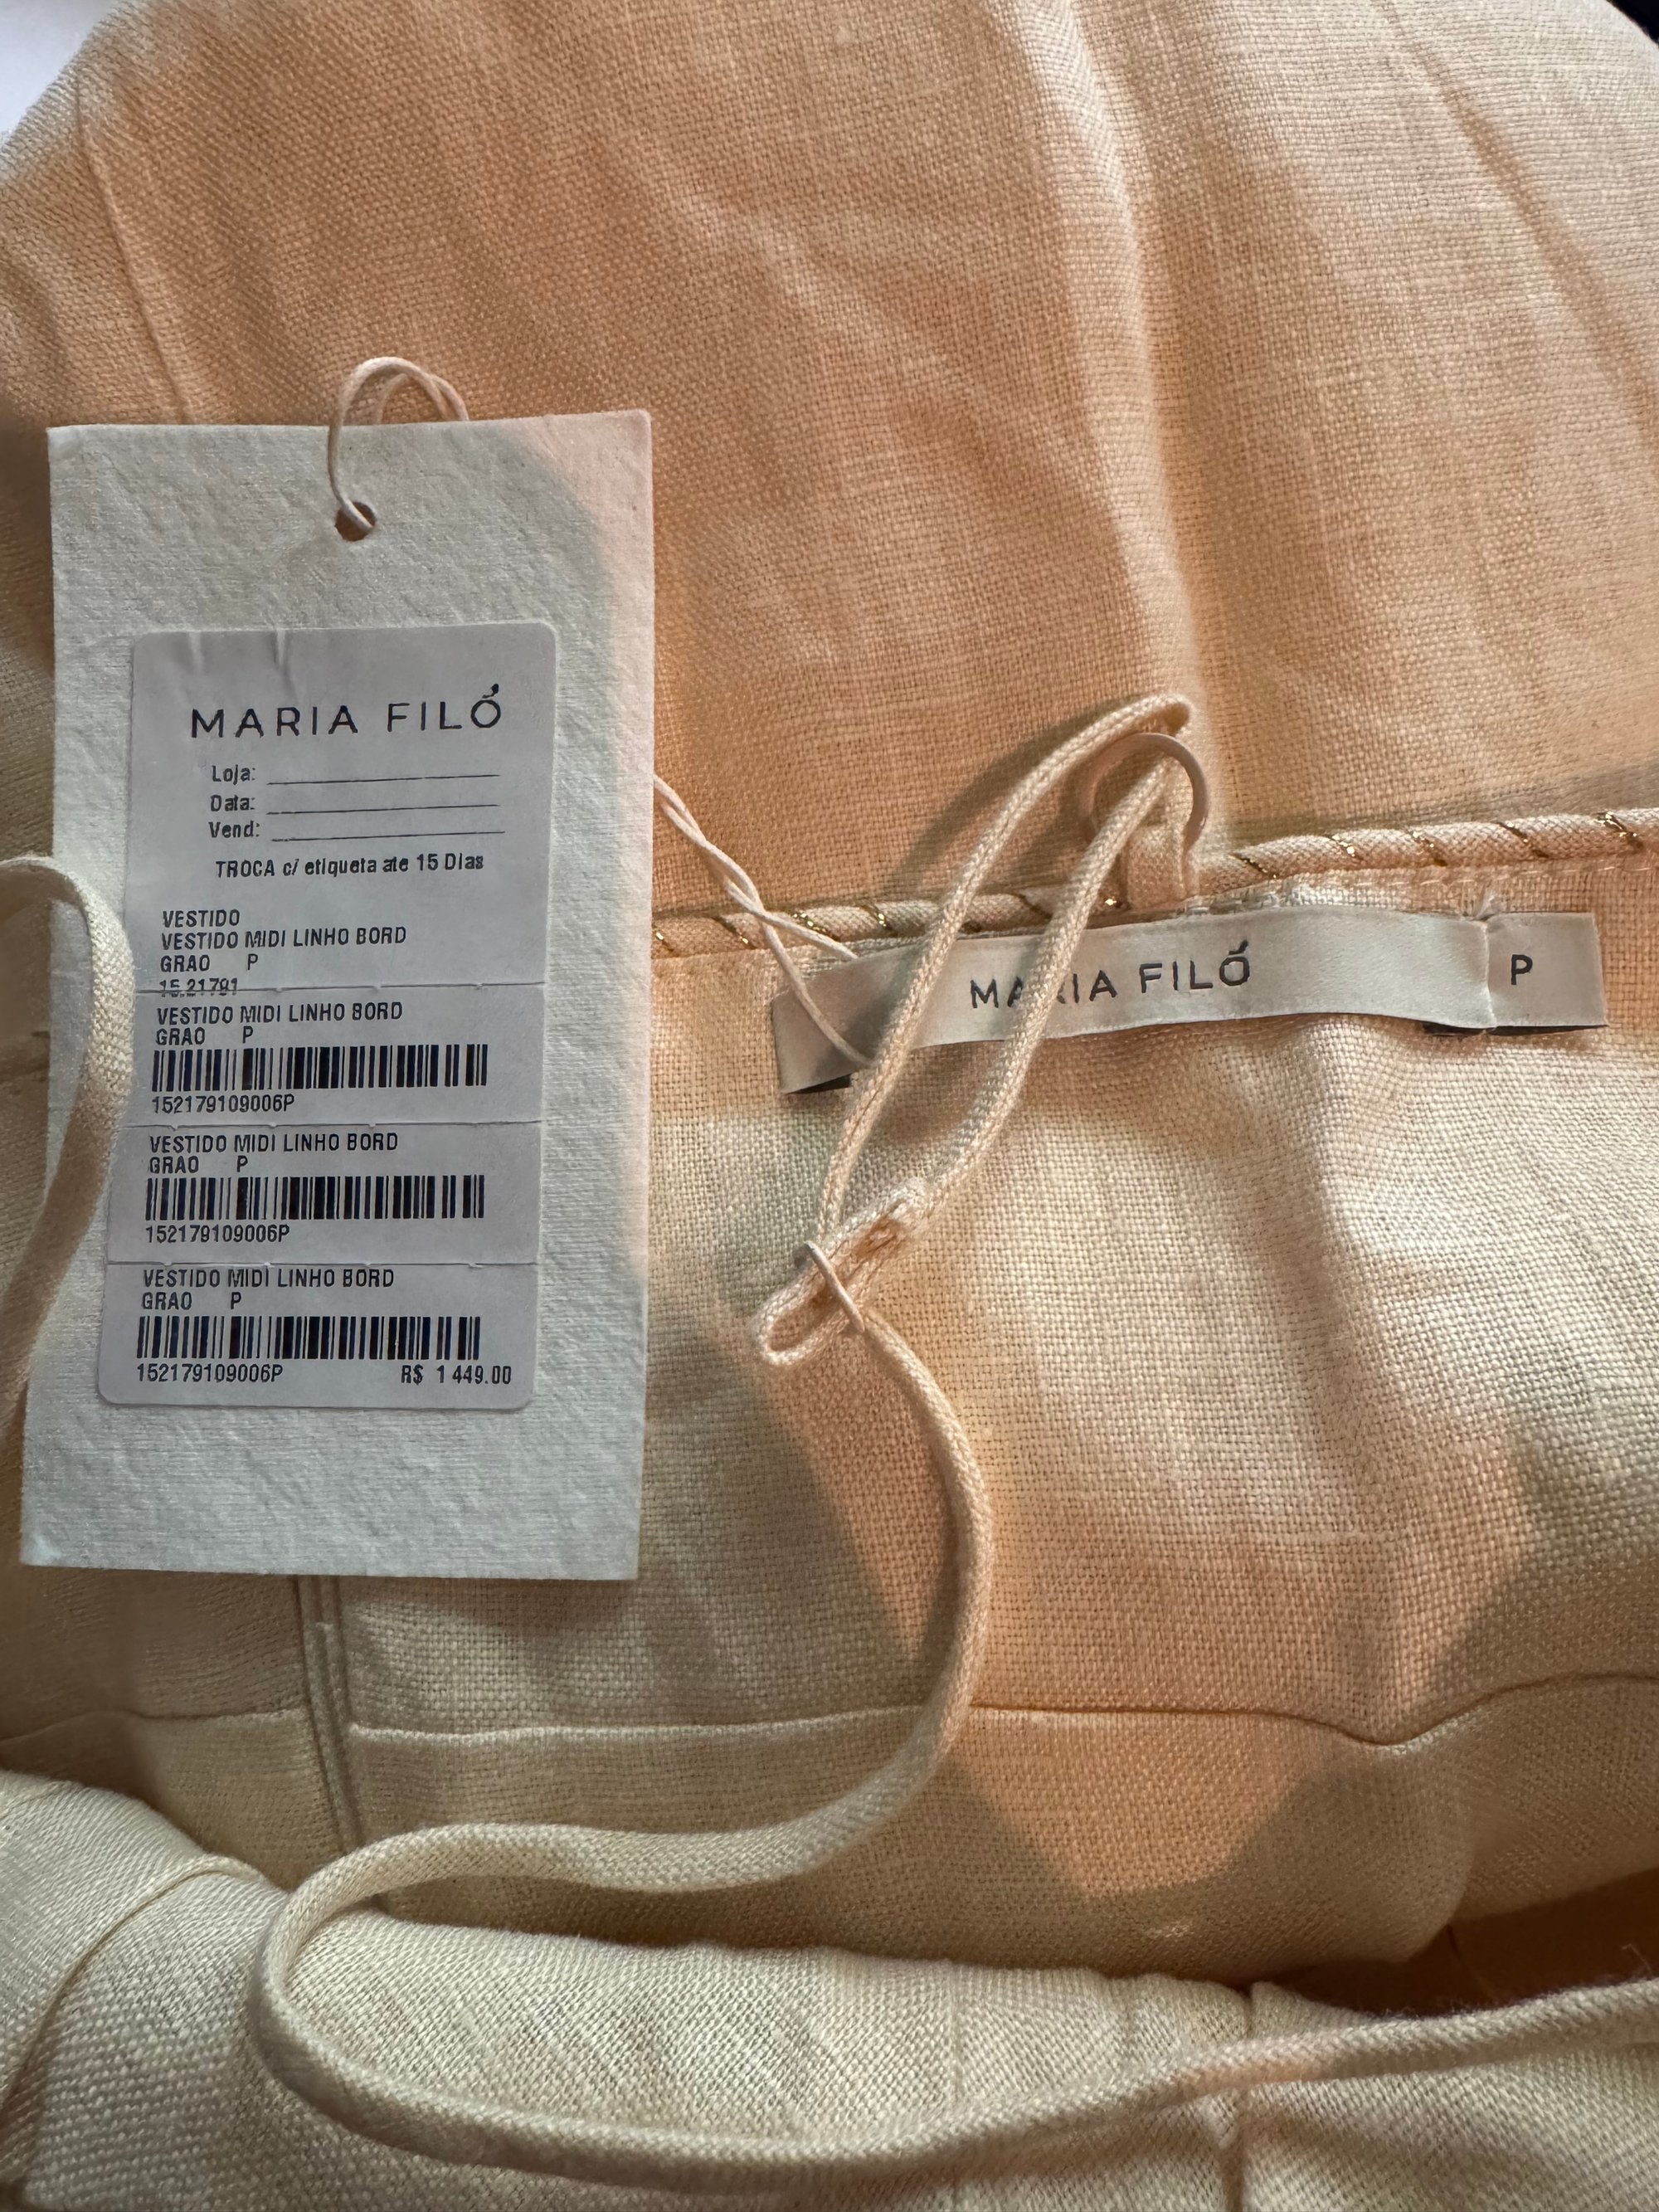 MARIA FILÓ
Loja:
Data:
Vend:
TROCA c/ etiqueta ate 15 Dias
VESTIDO
VESTIDO MIDI LINHO BORD
GRAO P
15.21791
VESTIDO MIDI LINHO BORD
GRAO P
152179109006P
VESTIDO MIDI LINHO BORD
GRAO P
152179109006P
VESTIDO MIDI LINHO BORD
GRAO P
152179109006P R$ 1449.00
MARIA FILÓ
P